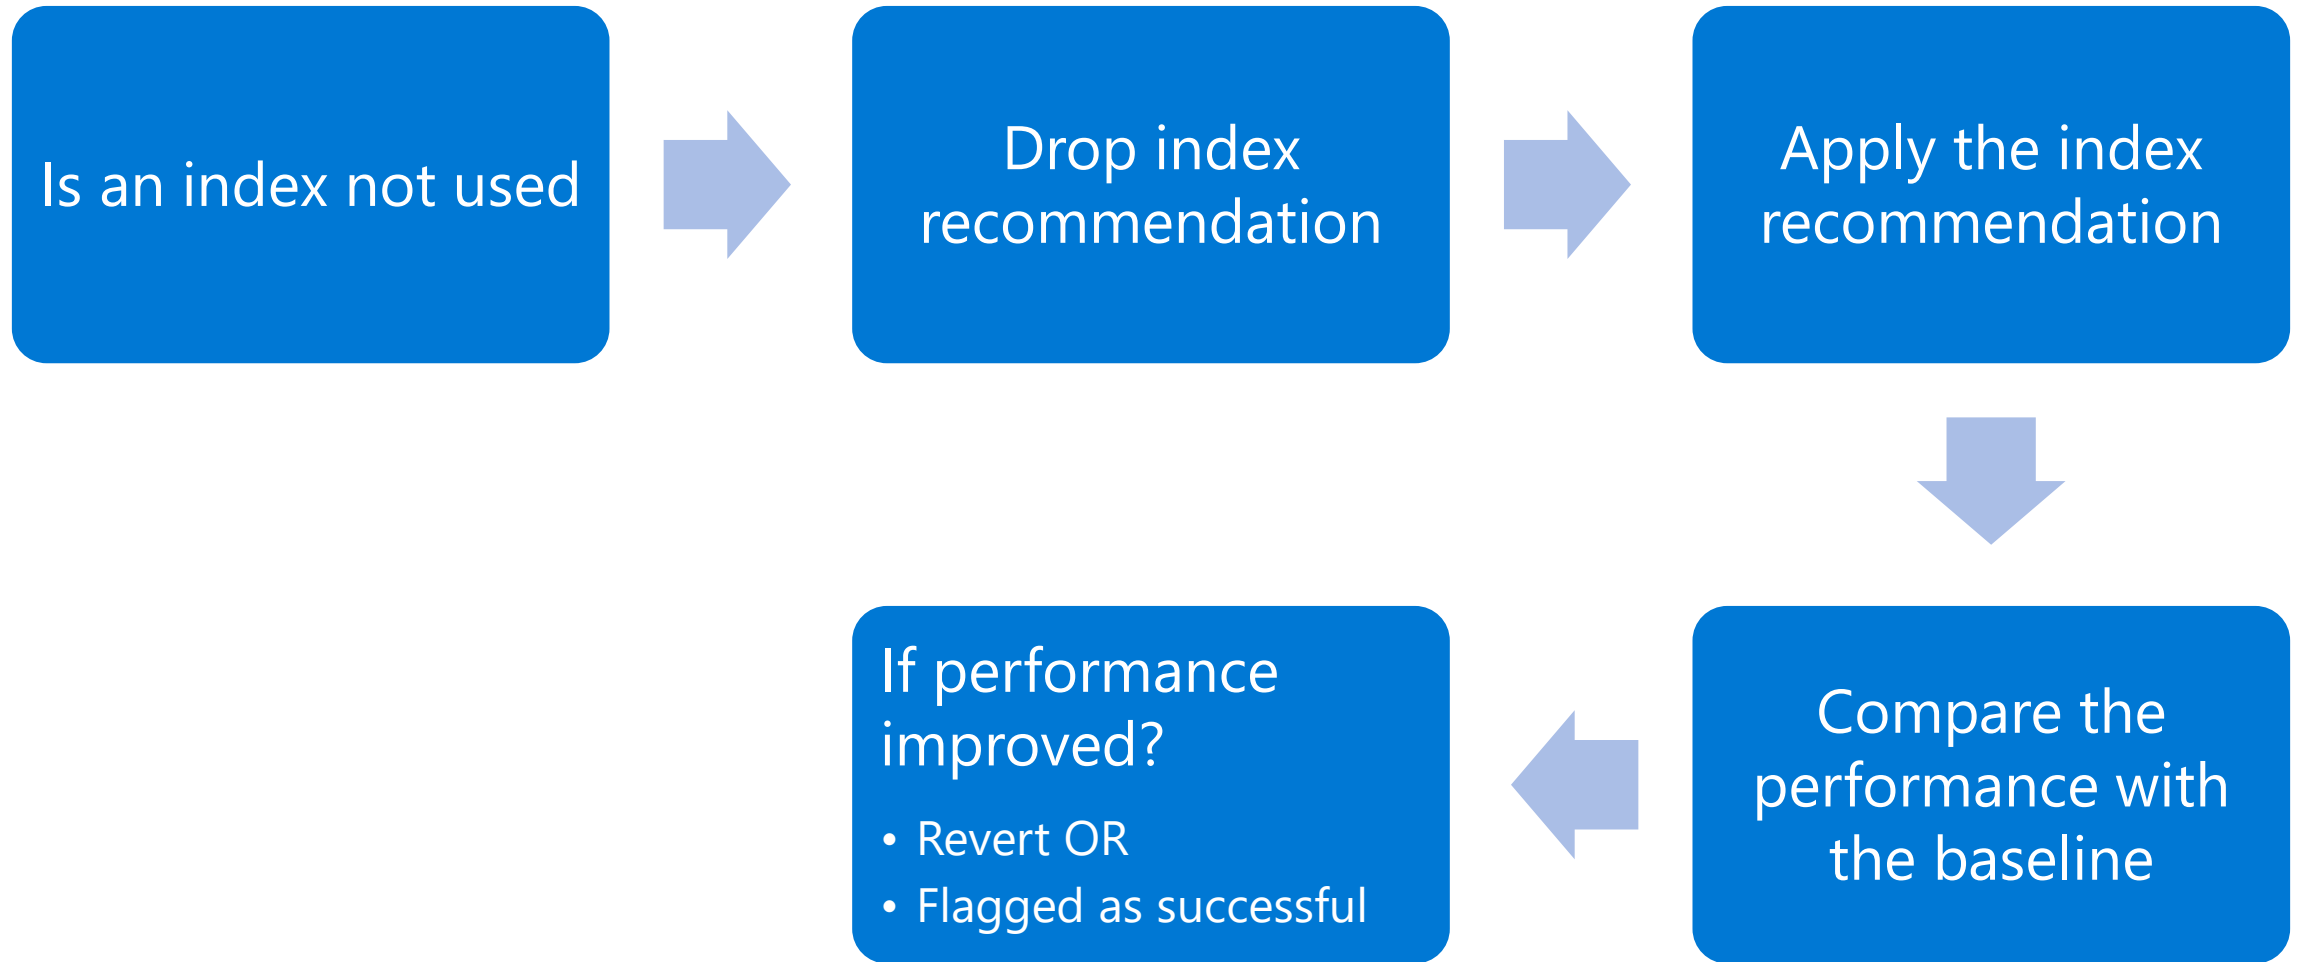 Is an index not used
Drop index
recommendation
Apply the index
recommendation
Compare the
performance with
the baseline
If performance
improved?
• Revert OR
• Flagged as successful